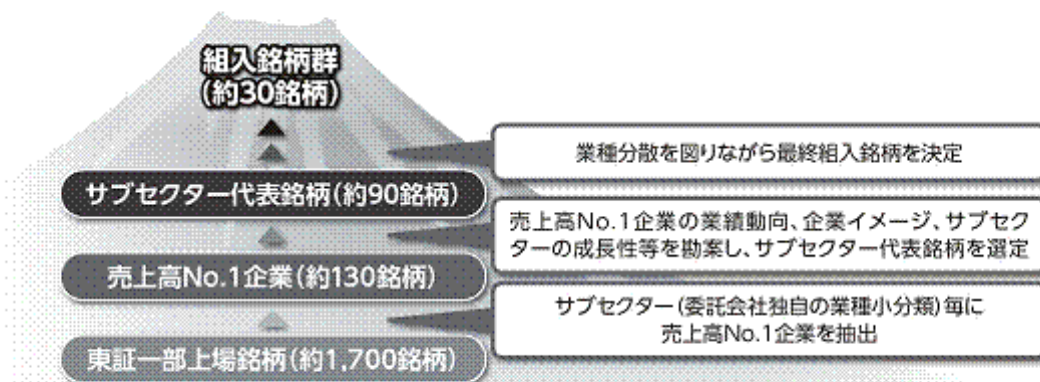 組入銘柄群
(約30銘柄)
業種分散を図りながら最終組入銘柄を決定
サブセクター代表銘柄(約90銘柄)
売上高No.1企業の業績動向、企業イメージ、サブセク
ターの成長性等を勘案し、サブセクター代表銘柄を選定
売上高No.1企業(約130銘柄)
サブセクター(委託会社独自の業種小分類)毎に
売上高No.1企業を抽出
東証一部上場銘柄(約1,700銘柄)